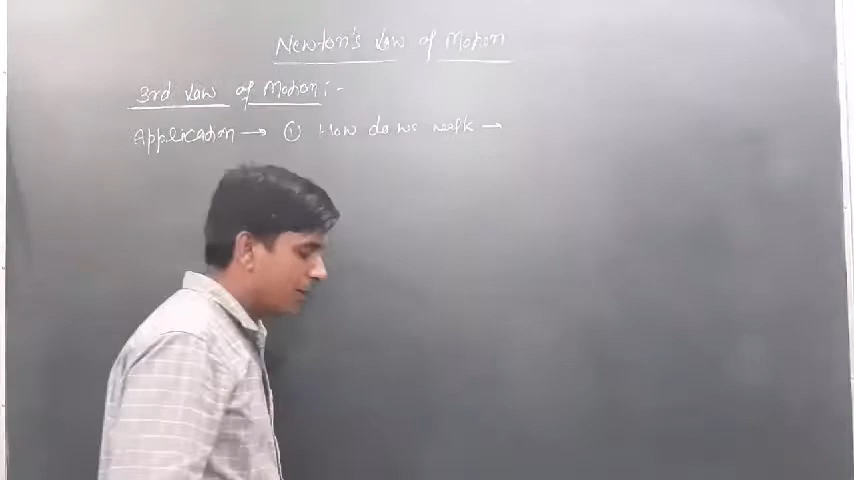 Newton's Law of Motion
3rd Law of Motion :-
Application → ① How do we walk →